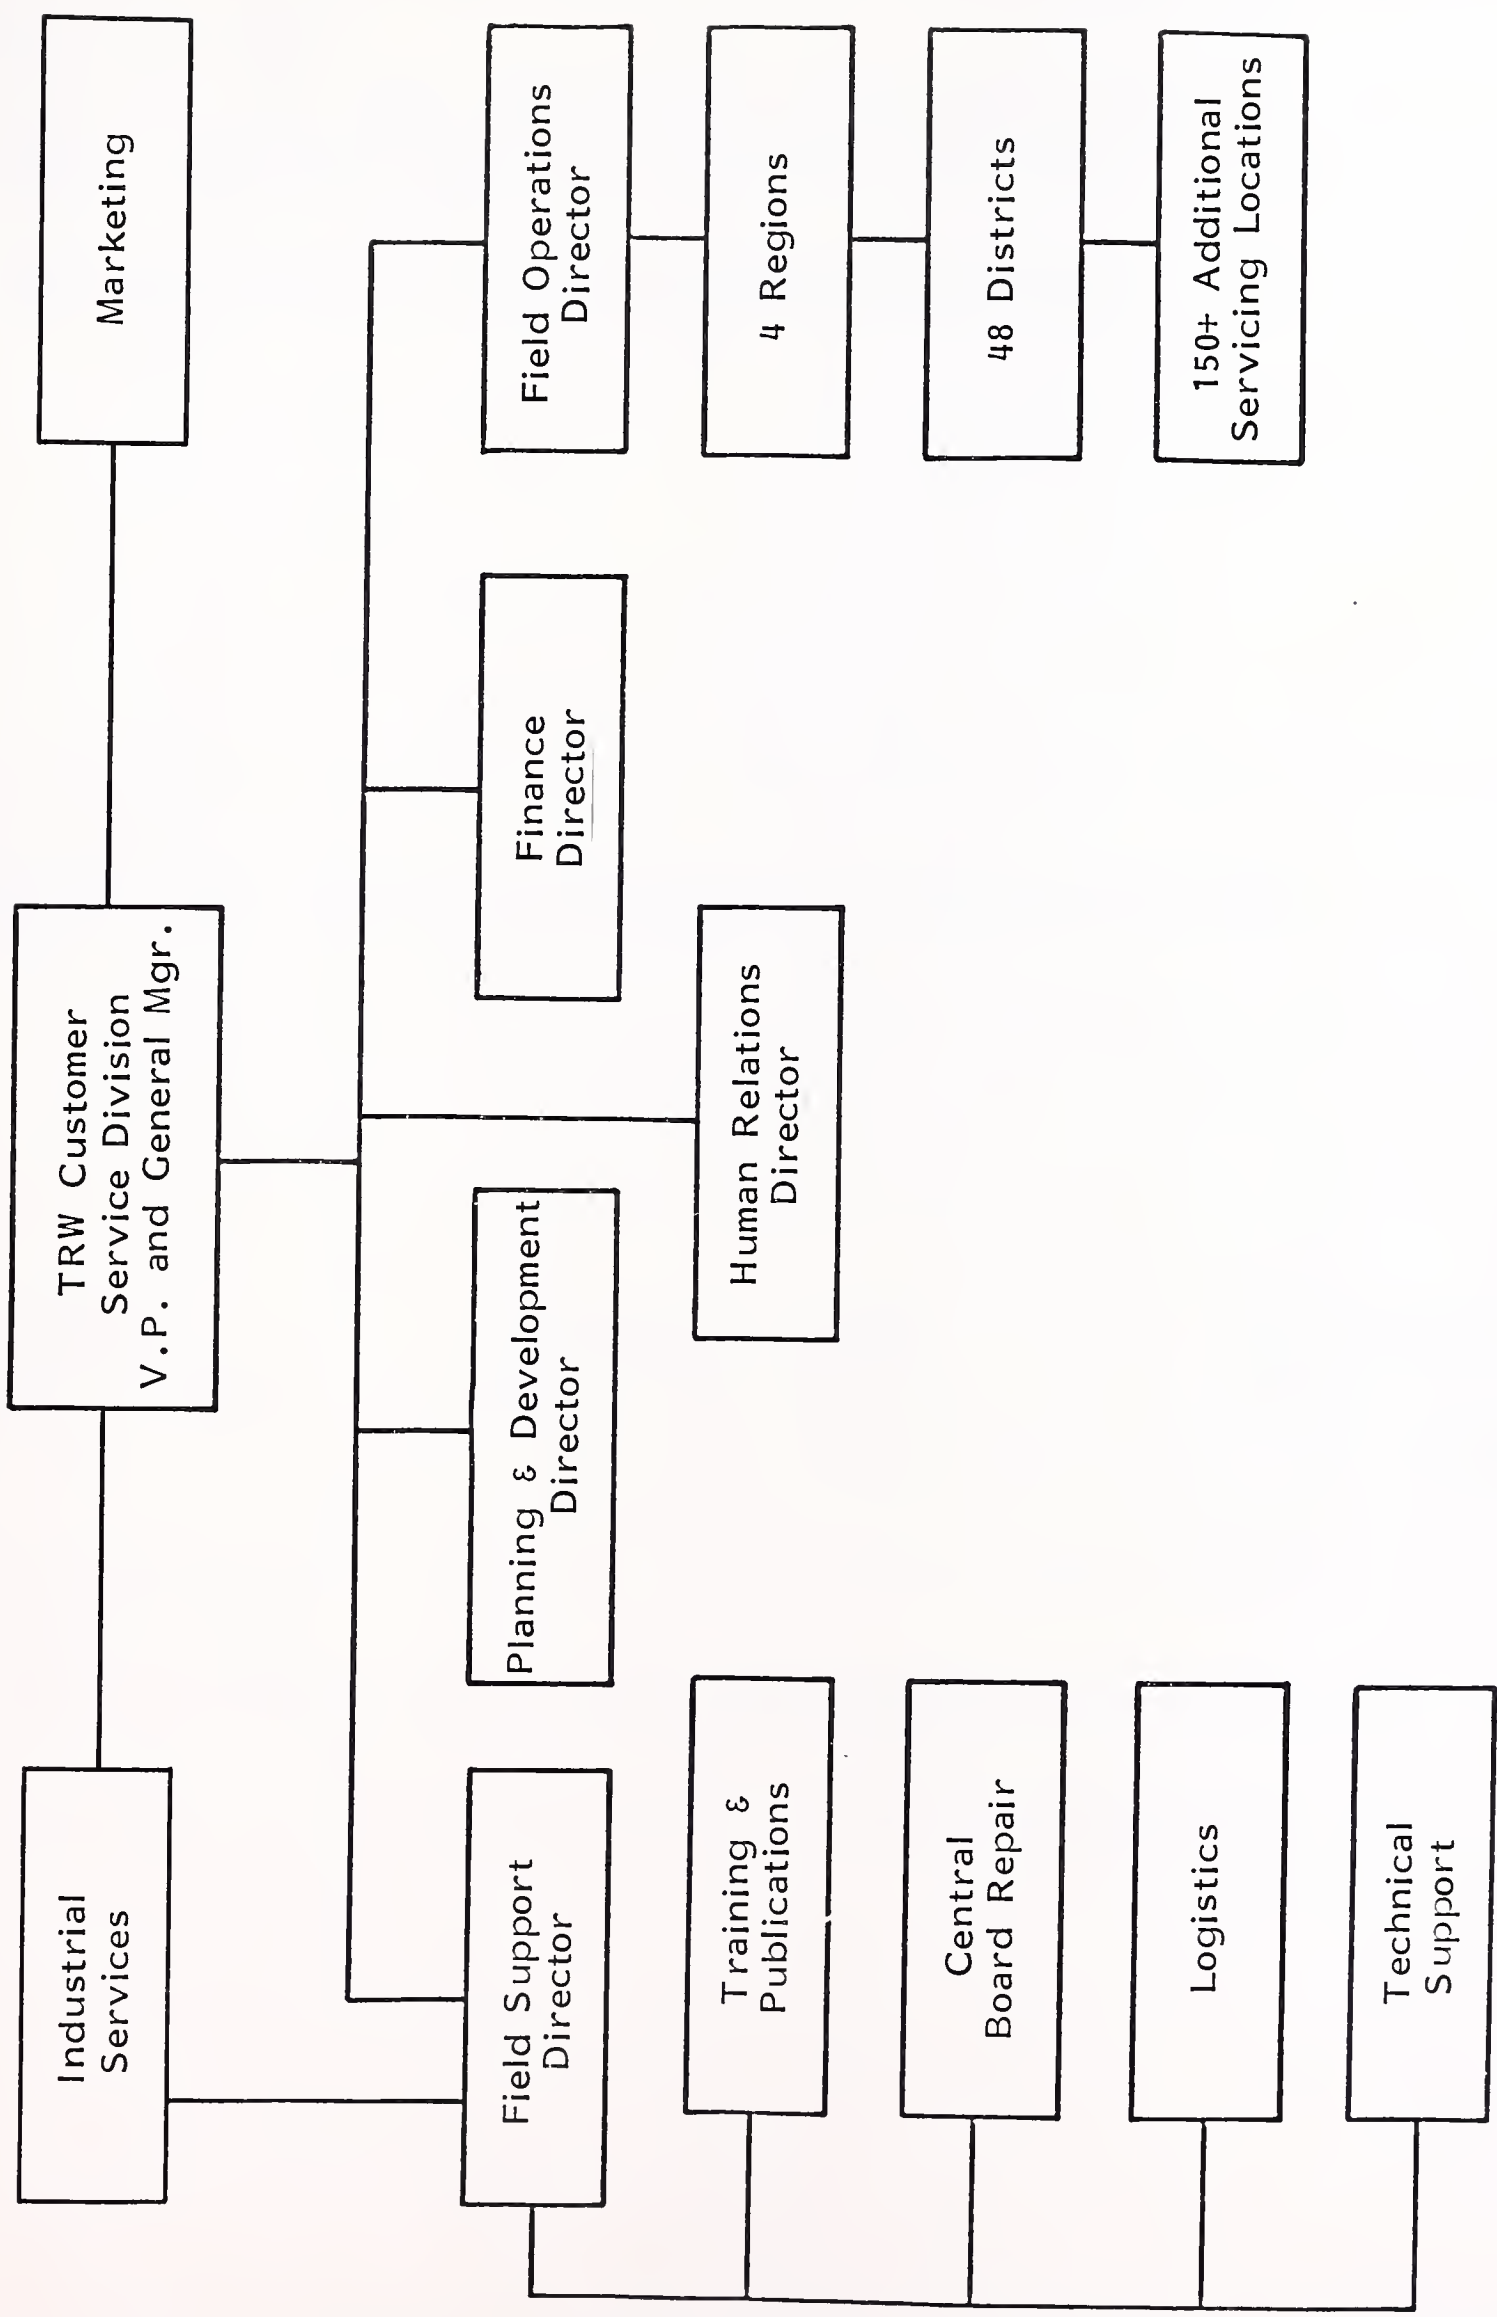 Industrial
Services
TRW Customer
Service Division
V.P. and General Mgr.
Marketing
Field Support
Director
Planning & Development
Director
Human Relations
Director
Finance
Director
Field Operations
Director
Training &
Publications
Central
Board Repair
Logistics
Technical
Support
4 Regions
48 Districts
150+ Additional
Servicing Locations